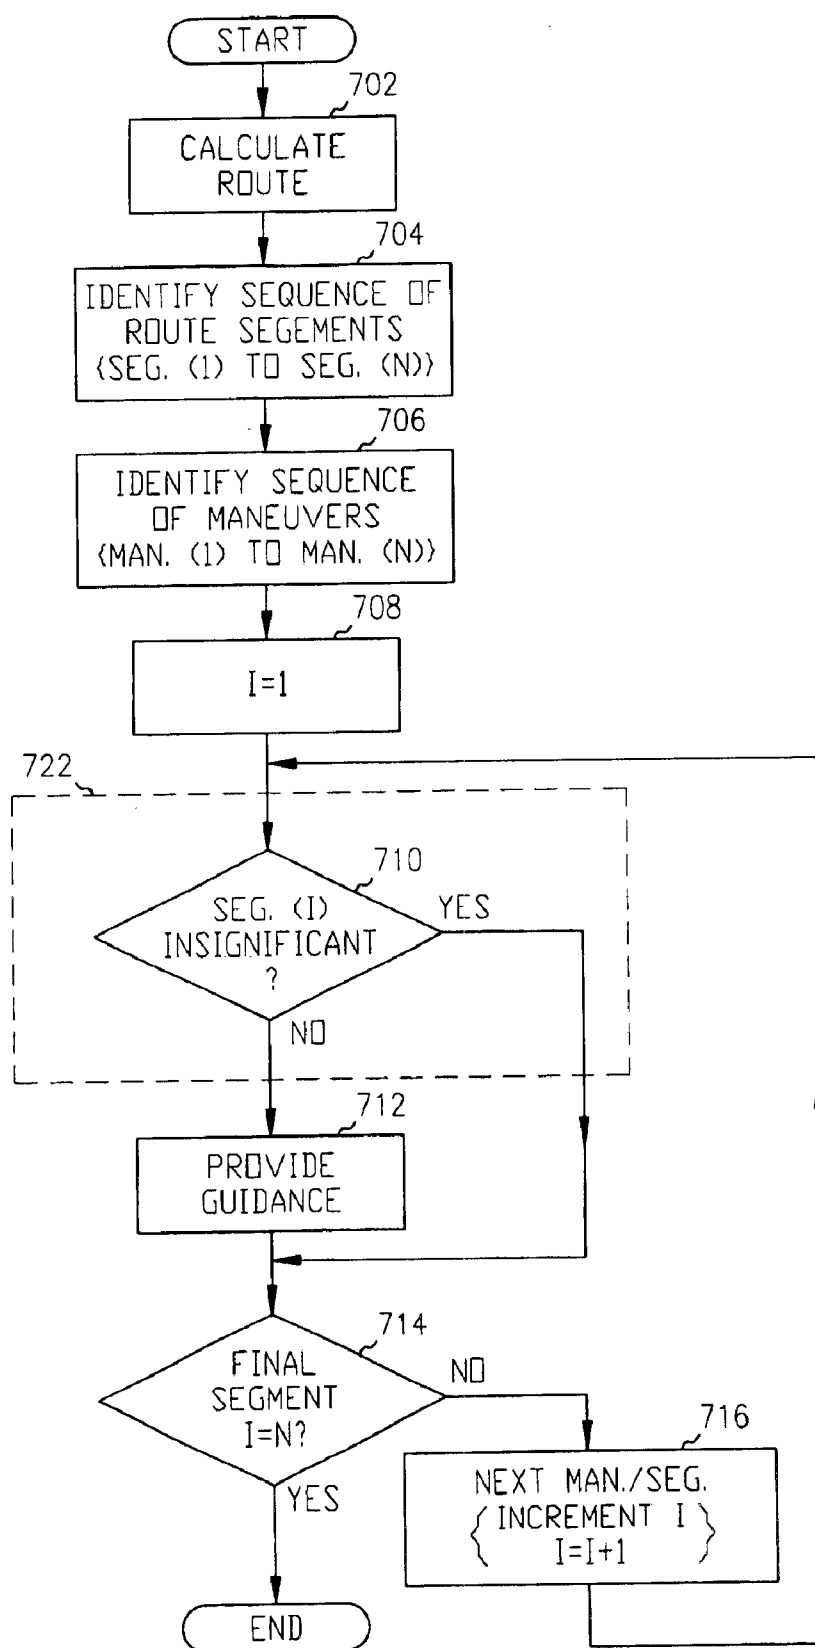 START
702
CALCULATE
ROUTE
704
IDENTIFY SEQUENCE OF
ROUTE SEGEMENTS
{SEG. (1) TO SEG. (N)}
706
IDENTIFY SEQUENCE
OF MANEUVERS
{MAN. (1) TO MAN. (N)}
708
I=1
722
710
SEG. (I)
INSIGNIFICANT
?
YES
NO
712
PROVIDE
GUIDANCE
714
FINAL
SEGMENT
I=N?
NO
YES
716
NEXT MAN./SEG.
{INCREMENT I
I=I+1}
END